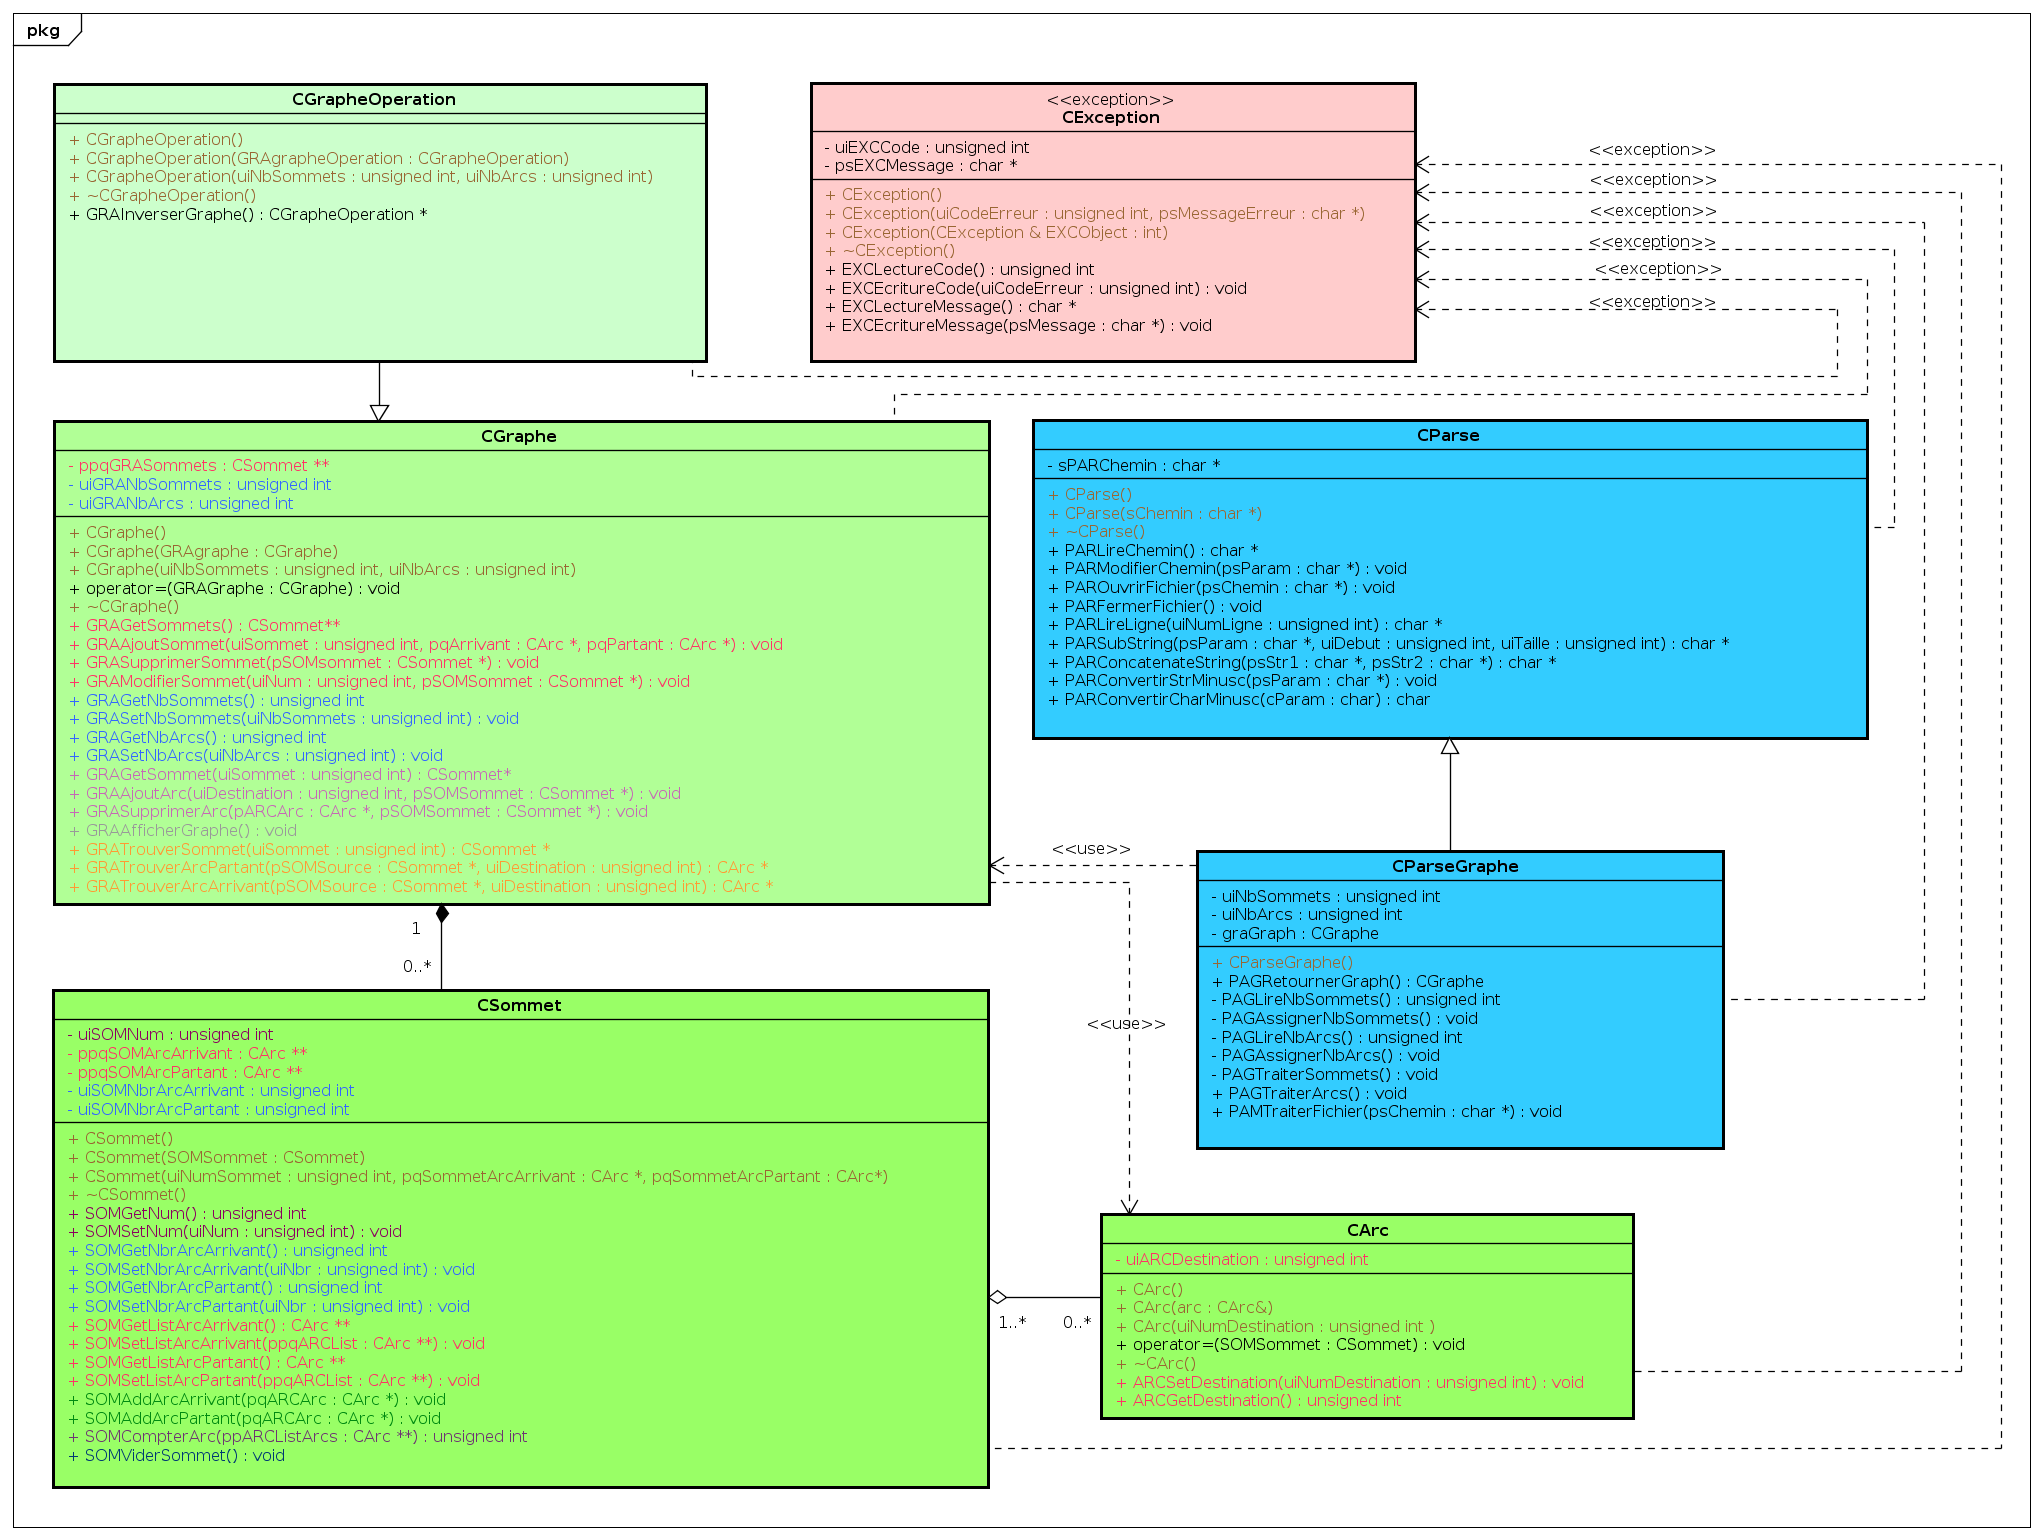 pkg
CGrapheOperation
+ CGrapheOperation()
+ CGrapheOperation(GRAgrapheOperation : CGrapheOperation)
+ CGrapheOperation(uiNbSommets : unsigned int, uiNbArcs : unsigned int)
+ ~CGrapheOperation()
+ GRAInverserGraphe() : CGrapheOperation *
<<exception>>
CException
- uiEXCCode : unsigned int
- psEXCMessage : char *
+ CException()
+ CException(uiCodeErreur : unsigned int, psMessageErreur : char *)
+ CException(CException & EXCObject : int)
+ ~CException()
+ EXCLectureCode() : unsigned int
+ EXCEcritureCode(uiCodeErreur : unsigned int) : void
+ EXCLectureMessage() : char *
+ EXCEcritureMessage(psMessage : char *) : void
<<exception>>
<<exception>>
<<exception>>
<<exception>>
<<exception>>
<<exception>>
CGraphe
- ppqGRASommets : CSommet **
- uiGRANbSommets : unsigned int
- uiGRANbArcs : unsigned int
+ CGraphe()
+ CGraphe(GRAgraphe : CGraphe)
+ CGraphe(uiNbSommets : unsigned int, uiNbArcs : unsigned int)
+ operator=(GRAGraphe : CGraphe) : void
+ ~CGraphe()
+ GRAGetSommets() : CSommet**
+ GRAAjoutSommet(uiSommet : unsigned int, pqArrivant : CArc *, pqPartant : CArc *) : void
+ GRASupprimerSommet(pSOMsommet : CSommet *) : void
+ GRAModifierSommet(uiNum : unsigned int, pSOMSommet : CSommet *) : void
+ GRAGetNbSommets() : unsigned int
+ GRASetNbSommets(uiNbSommets : unsigned int) : void
+ GRAGetNbArcs() : unsigned int
+ GRASetNbArcs(uiNbArcs : unsigned int) : void
+ GRAGetSommet(uiSommet : unsigned int) : CSommet*
+ GRAAjoutArc(uiDestination : unsigned int, pSOMSommet : CSommet *) : void
+ GRASupprimerArc(pARCArc : CArc *, pSOMSommet : CSommet *) : void
+ GRAAfficherGraphe() : void
+ GRATrouverSommet(uiSommet : unsigned int) : CSommet *
+ GRATrouverArcPartant(pSOMSource : CSommet *, uiDestination : unsigned int) : CArc *
+ GRATrouverArcArrivant(pSOMSource : CSommet *, uiDestination : unsigned int) : CArc *
CParse
- sPARChemin : char *
+ CParse()
+ CParse(sChemin : char *)
+ ~CParse()
+ PARLireChemin() : char *
+ PARModifierChemin(psParam : char *) : void
+ PAROuvrirFichier(psChemin : char *) : void
+ PARFermerFichier() : void
+ PARLireLigne(uiNumLigne : unsigned int) : char *
+ PARSubString(psParam : char *, uiDebut : unsigned int, uiTaille : unsigned int) : char *
+ PARConcatenateString(psStr1 : char *, psStr2 : char *) : char *
+ PARConvertirStrMinusc(psParam : char *) : void
+ PARConvertirCharMinusc(cParam : char) : char
<<use>>
<<use>>
CParseGraphe
- uiNbSommets : unsigned int
- uiNbArcs : unsigned int
- graGraph : CGraphe
+ CParseGraphe()
+ PAGRetournerGraph() : CGraphe
- PAGLireNbSommets() : unsigned int
- PAGAssignerNbSommets() : void
- PAGLireNbArcs() : unsigned int
- PAGAssignerNbArcs() : void
- PAGTraiterSommets() : void
+ PAGTraiterArcs() : void
+ PAMTraiterFichier(psChemin : char *) : void
1
0..*
CSommet
- uiSOMNum : unsigned int
- ppqSOMArcArrivant : CArc **
- ppqSOMArcPartant : CArc **
- uiSOMNbrArcArrivant : unsigned int
- uiSOMNbrArcPartant : unsigned int
+ CSommet()
+ CSommet(SOMSommet : CSommet)
+ CSommet(uiNumSommet : unsigned int, pqSommetArcArrivant : CArc *, pqSommetArcPartant : CArc*)
+ ~CSommet()
+ SOMGetNum() : unsigned int
+ SOMSetNum(uiNum : unsigned int) : void
+ SOMGetNbrArcArrivant() : unsigned int
+ SOMSetNbrArcArrivant(uiNbr : unsigned int) : void
+ SOMGetNbrArcPartant() : unsigned int
+ SOMSetNbrArcPartant(uiNbr : unsigned int) : void
+ SOMGetListArcArrivant() : CArc **
+ SOMSetListArcArrivant(ppqARCList : CArc **) : void
+ SOMGetListArcPartant() : CArc **
+ SOMSetListArcPartant(ppqARCList : CArc **) : void
+ SOMAddArcArrivant(pqARCArc : CArc *) : void
+ SOMAddArcPartant(pqARCArc : CArc *) : void
+ SOMCompterArc(ppARCListArcs : CArc **) : unsigned int
+ SOMViderSommet() : void
1..*
0..*
CArc
- uiARCDestination : unsigned int
+ CArc()
+ CArc(arc : CArc&)
+ CArc(uiNumDestination : unsigned int )
+ operator=(SOMSommet : CSommet) : void
+ ~CArc()
+ ARCSetDestination(uiNumDestination : unsigned int) : void
+ ARCGetDestination() : unsigned int